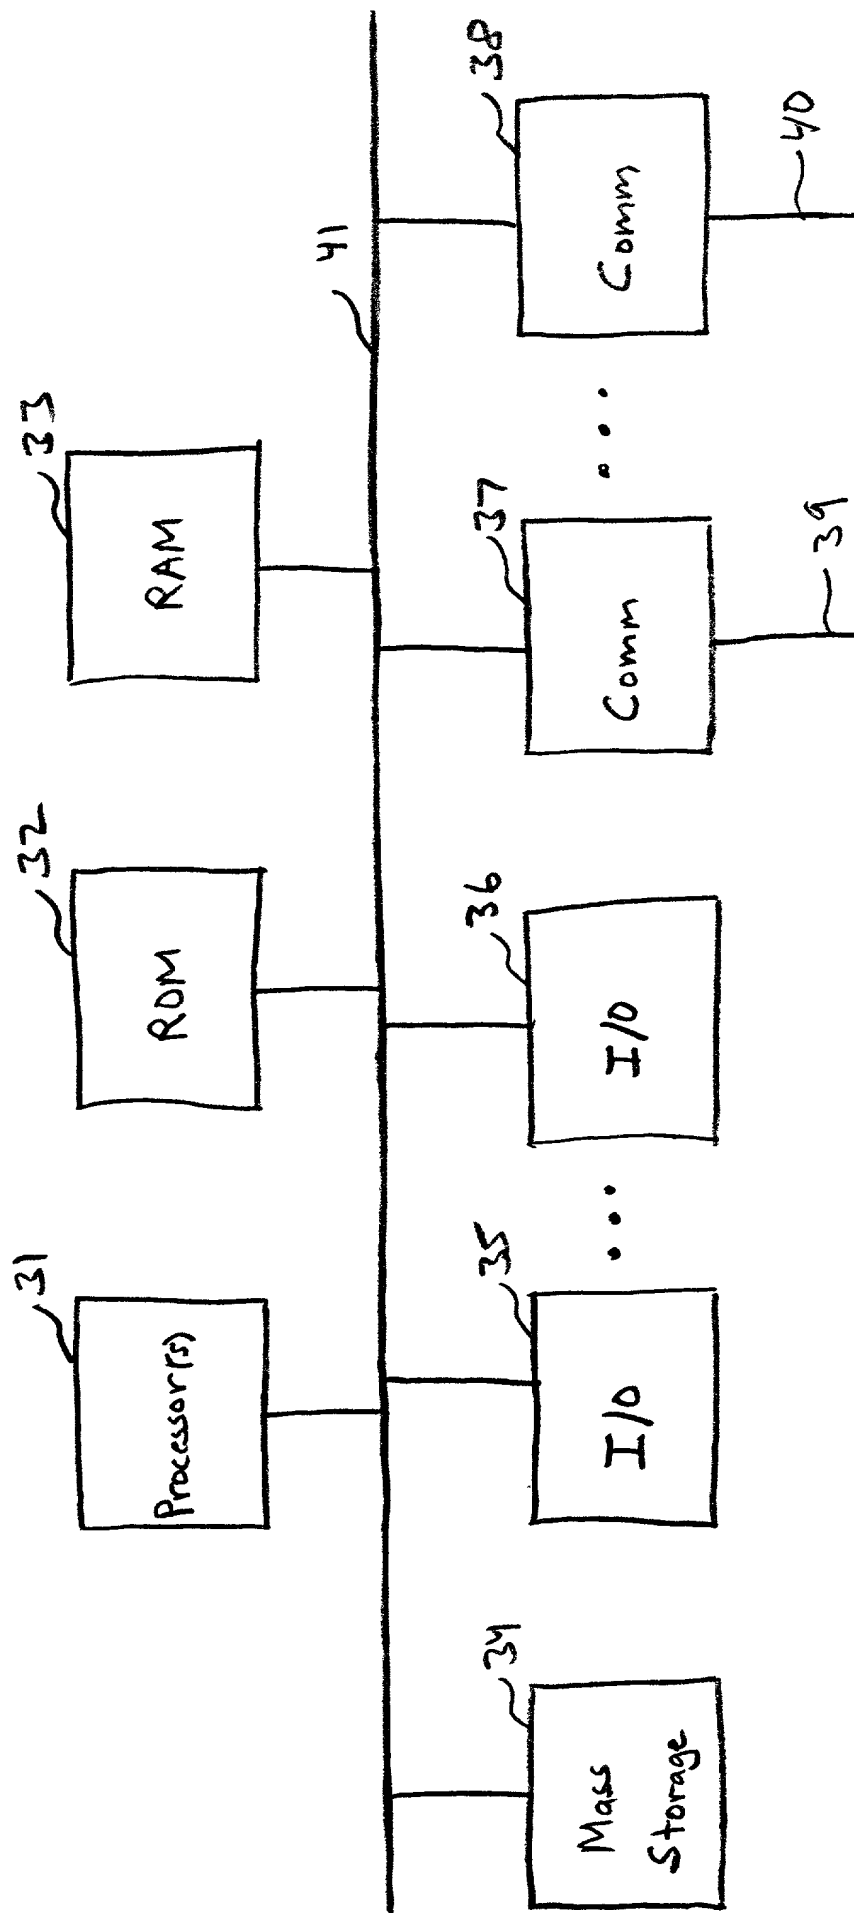 31
Processor(s)
32
ROM
33
RAM
41
34
Mass
Storage
35
I/O
...
36
I/O
37
Comm
...
38
Comm
39
40